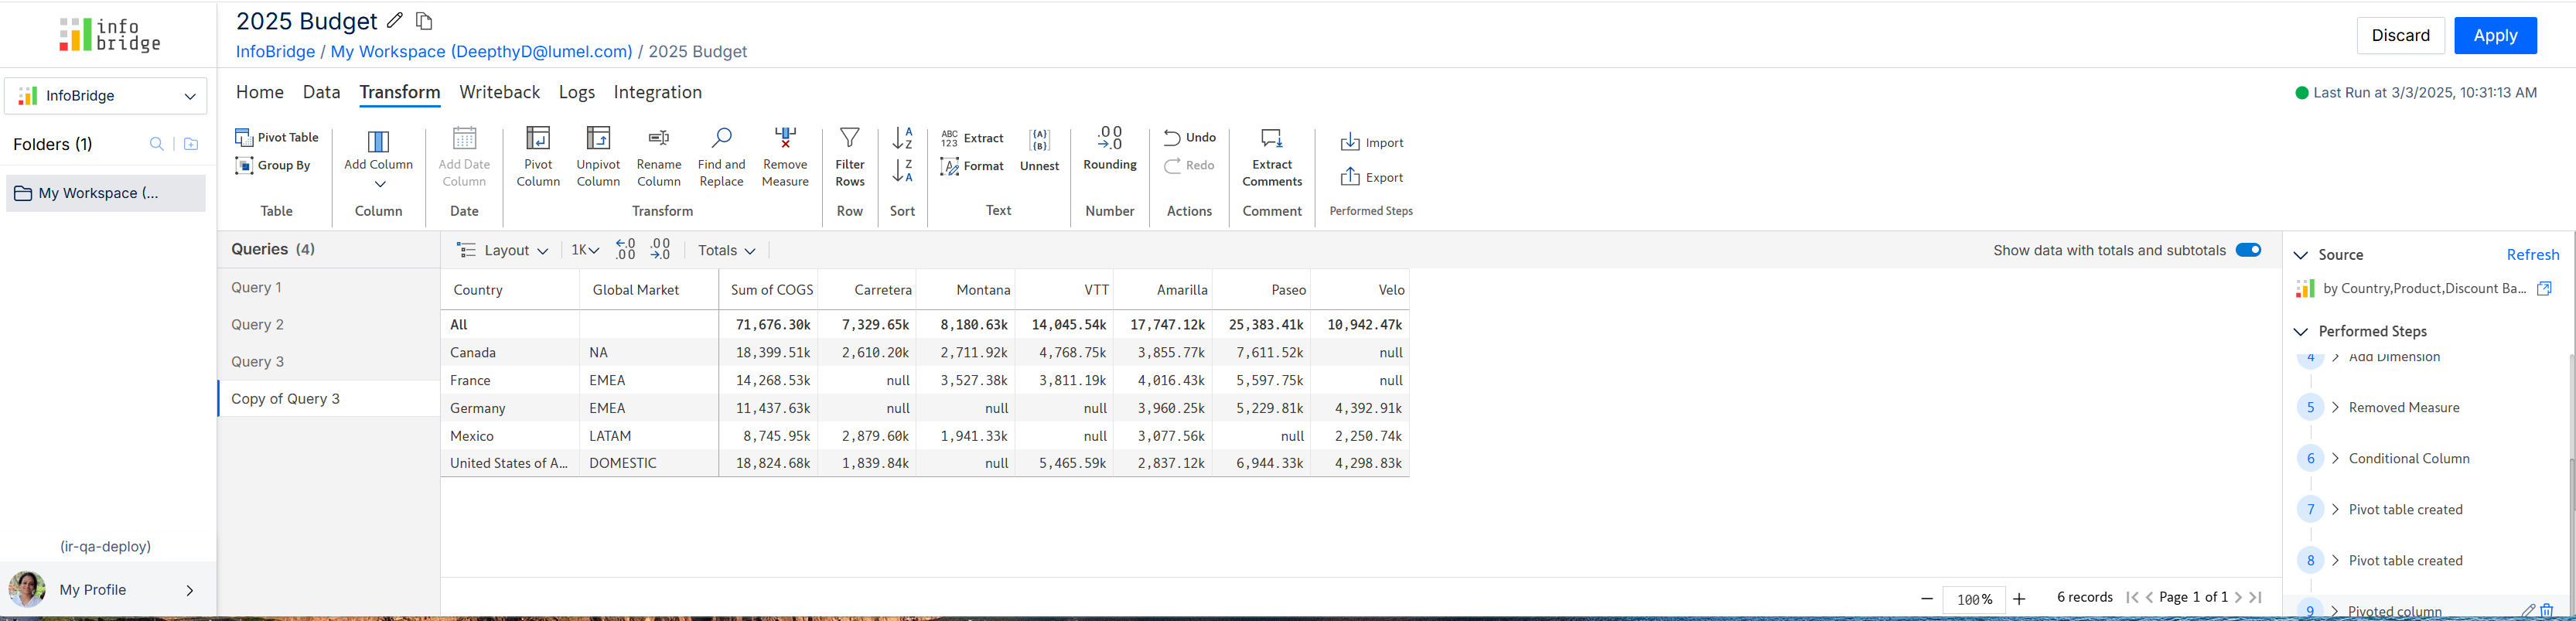 info
bridge
2025 Budget
InfoBridge / My Workspace (DeepthyD@lumel.com) / 2025 Budget
Discard
Apply
InfoBridge
Folders (1)
My Workspace (...
(ir-qa-deploy)
My Profile
Home Data Transform Writeback Logs Integration
Last Run at 3/3/2025, 10:31:13 AM
Pivot Table
Group By
Table
Add Column
Column
Add Date
Column
Date
Pivot
Column
Unpivot
Column
Rename
Column
Find and
Replace
Remove
Measure
Transform
Filter
Rows
Row
A
Z
Z
A
Sort
ABC
123
Extract
Format
{A}
{B}
Unnest
Text
.00
.0
Rounding
Number
Undo
Redo
Actions
Extract
Comments
Comment
Import
Export
Performed Steps
Queries (4)
Query 1
Query 2
Query 3
Copy of Query 3
Layout
1K
.0
.00
.00
.0
Totals
Show data with totals and subtotals
Country Global Market Sum of COGS Carretera Montana VTT Amarilla Paseo Velo
All 71,676.30k 7,329.65k 8,180.63k 14,045.54k 17,747.12k 25,383.41k 10,942.47k
Canada NA 18,399.51k 2,610.20k 2,711.92k 4,768.75k 3,855.77k 7,611.52k null
France EMEA 14,268.53k null 3,527.38k 3,811.19k 4,016.43k 5,597.75k null
Germany EMEA 11,437.63k null null null 3,960.25k 5,229.81k 4,392.91k
Mexico LATAM 8,745.95k 2,879.60k 1,941.33k null 3,077.56k null 2,250.74k
United States of A... DOMESTIC 18,824.68k 1,839.84k null 5,465.59k 2,837.12k 6,944.33k 4,298.83k
100%
6 records
Page 1 of 1
Source
Refresh
by Country,Product,Discount Ba...
Performed Steps
4 Add Dimension
5 Removed Measure
6 Conditional Column
7 Pivot table created
8 Pivot table created
9 Pivoted column